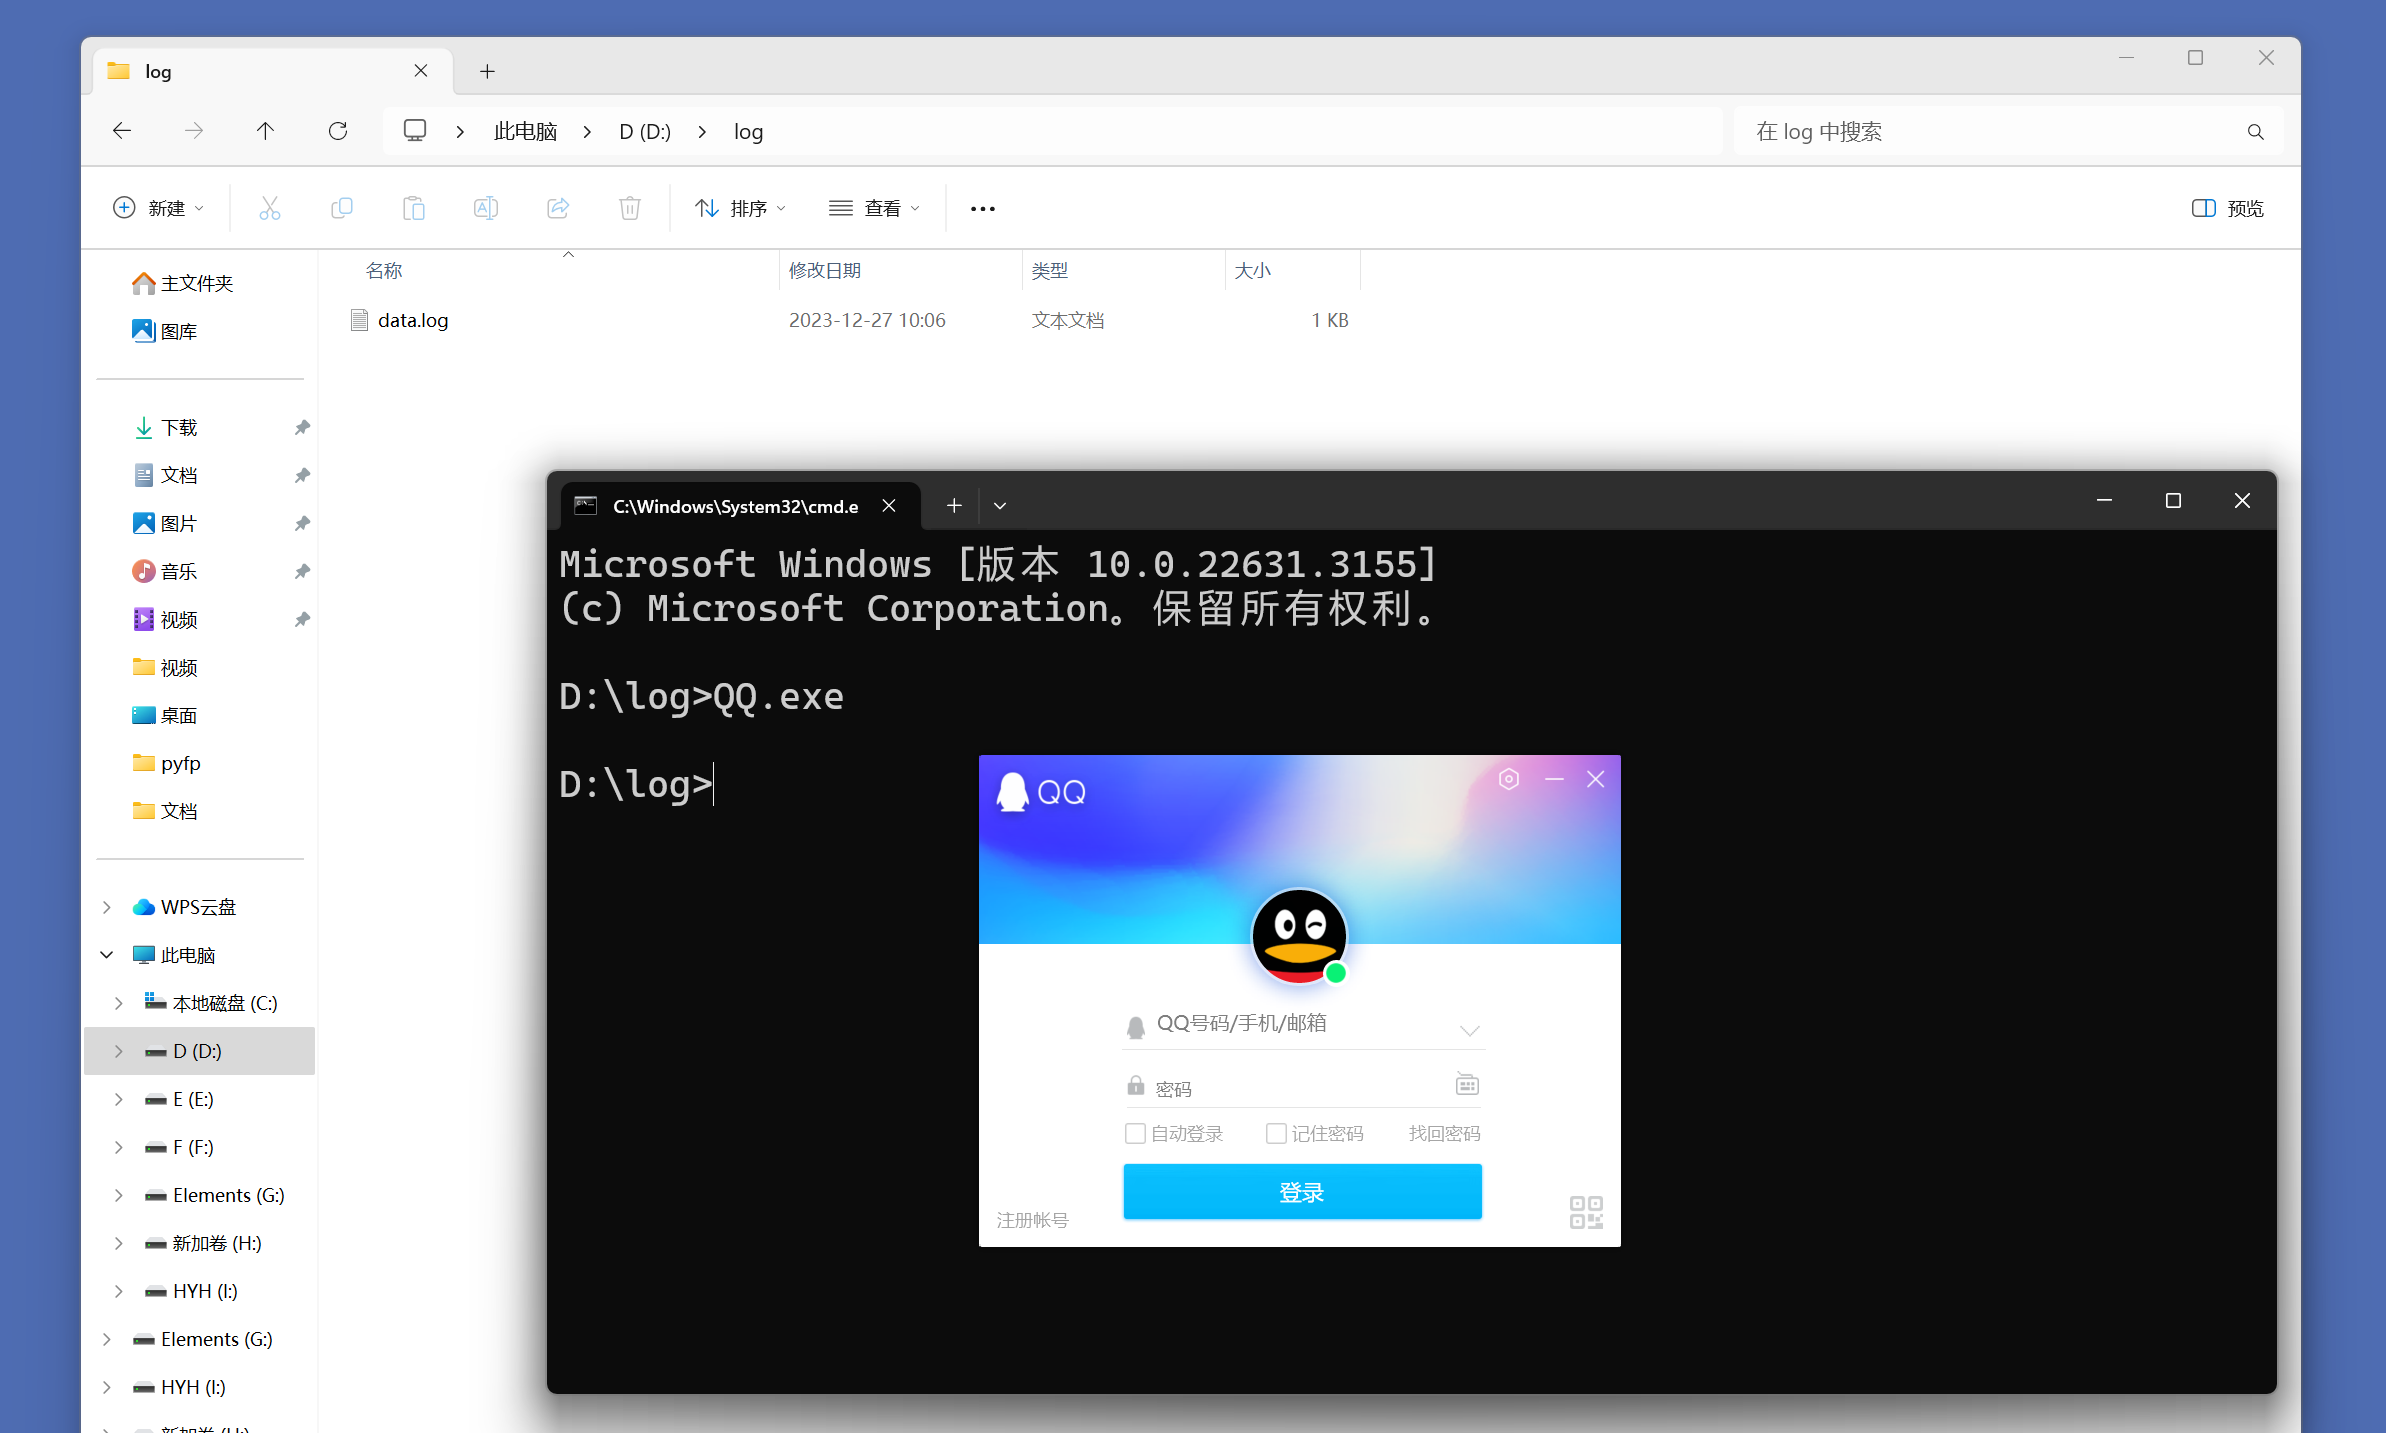 log
此电脑
D (D:)
log
在 log 中搜索
新建
排序
查看
预览
名称
修改日期
类型
大小
data.log
2023-12-27 10:06
文本文档
1 KB
主文件夹
图库
下载
文档
图片
音乐
视频
视频
桌面
pyfp
文档
WPS云盘
此电脑
本地磁盘 (C:)
D (D:)
E (E:)
F (F:)
Elements (G:)
新加卷 (H:)
HYH (I:)
Elements (G:)
HYH (I:)
新加卷 (H:)
C:\Windows\System32\cmd.e
Microsoft Windows [版本 10.0.22631.3155]
(c) Microsoft Corporation。保留所有权利。
D:\log>QQ.exe
D:\log>
QQ
QQ号码/手机/邮箱
密码
自动登录
记住密码
找回密码
登录
注册帐号